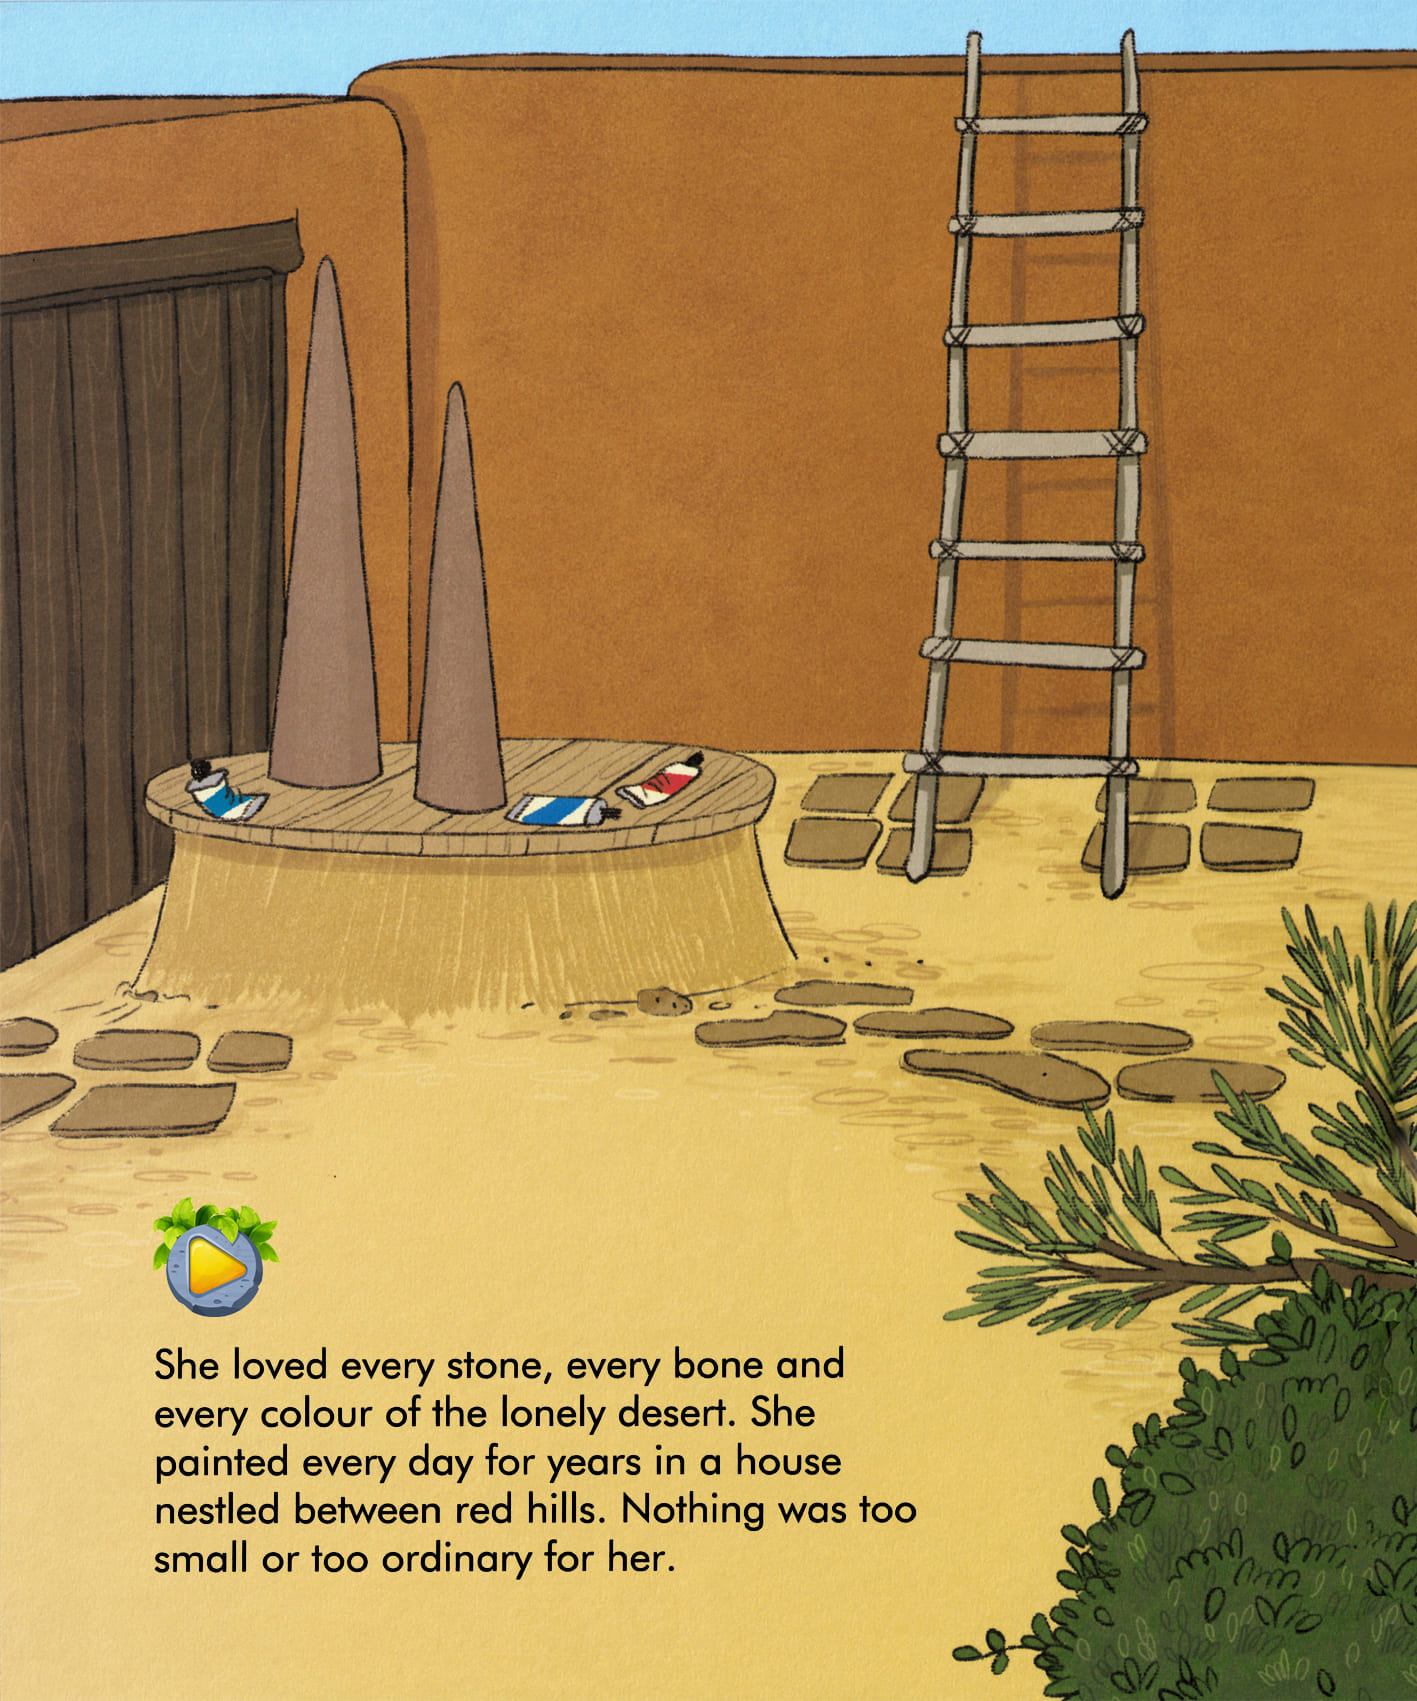 She loved every stone, every bone and
every colour of the lonely desert. She
painted every day for years in a house
nestled between red hills. Nothing was too
small or too ordinary for her.